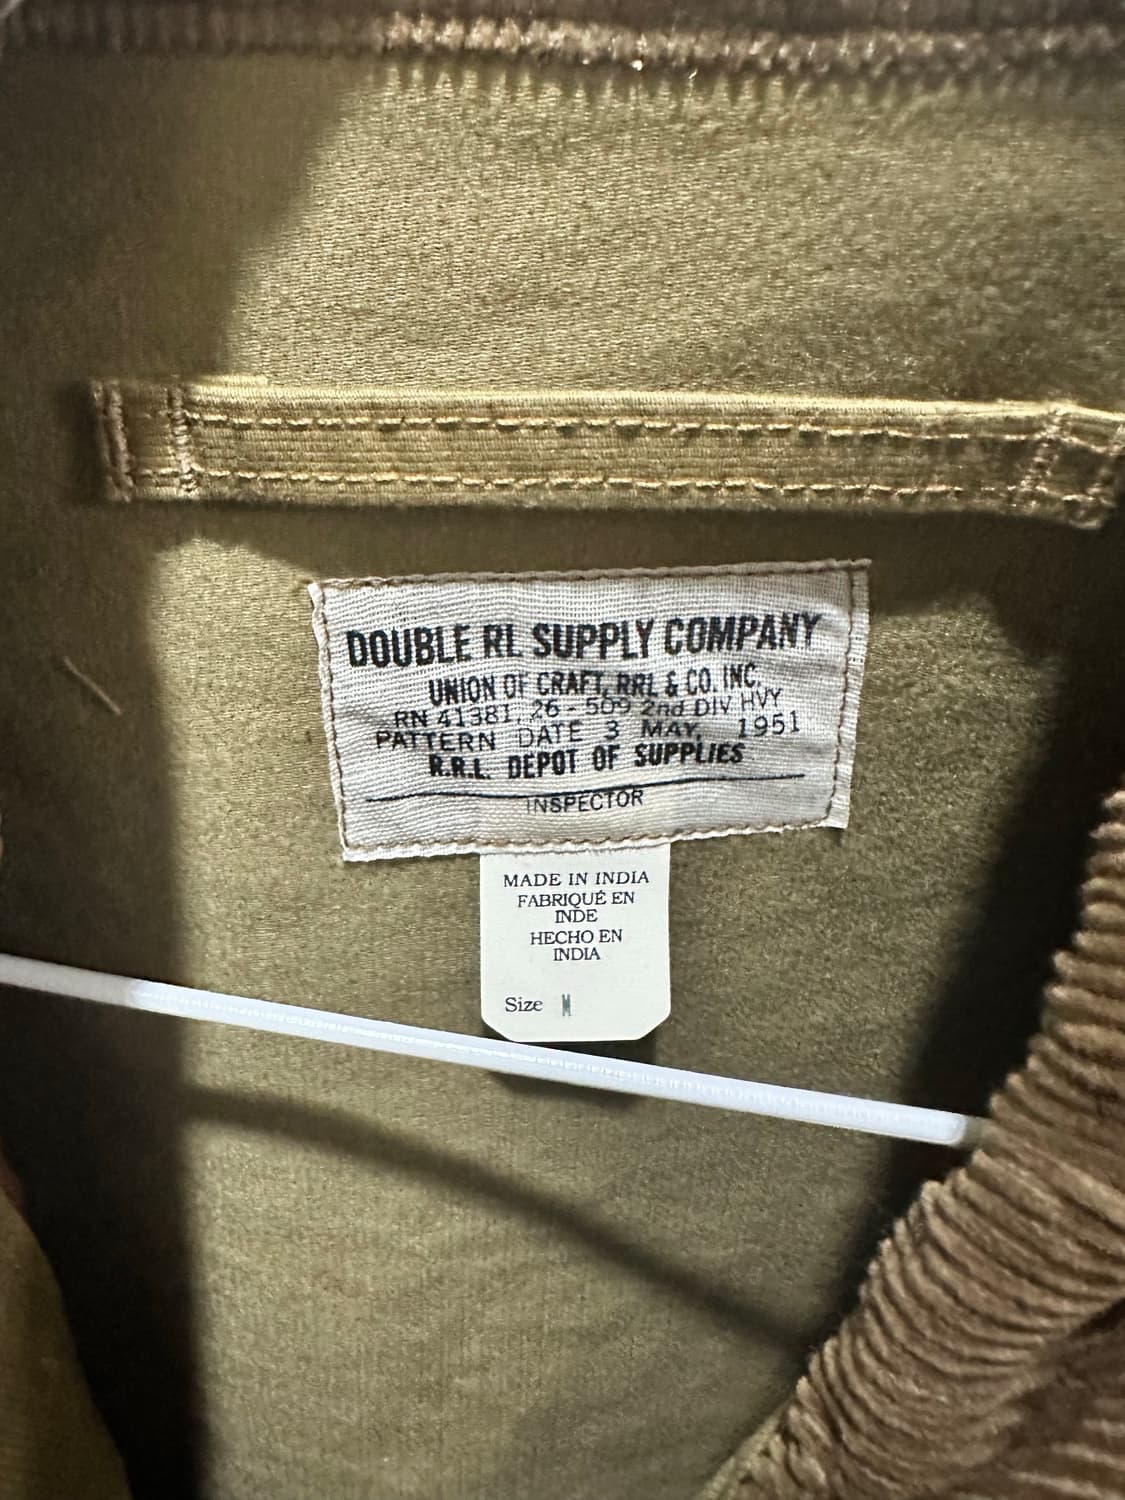 DOUBLE RL SUPPLY COMPANY
UNION OF CRAFT, RRL & CO. INC.
RN 41381, 26-509 2nd DIV HVY
PATTERN DATE 3 MAY, 1951
R.R.L. DEPOT OF SUPPLIES
INSPECTOR
MADE IN INDIA
FABRIQUÉ EN
INDE
HECHO EN
INDIA
Size M